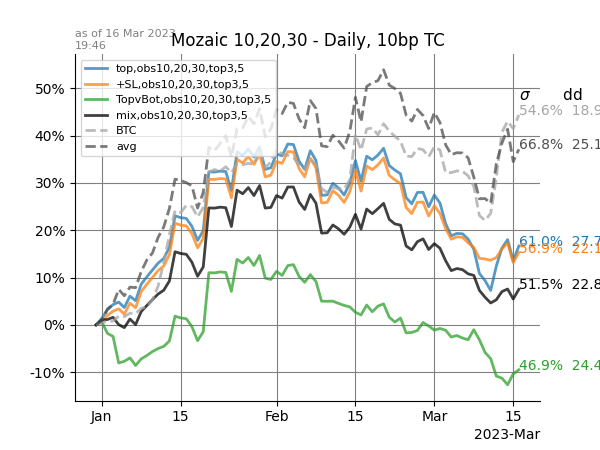 as of 16 Mar 2023
19:46
Mozaic 10,20,30 - Daily, 10bp TC
top,obs10,20,30,top3,5
+SL,obs10,20,30,top3,5
TopvBot,obs10,20,30,top3,5
mix,obs10,20,30,top3,5
BTC
avg
σ dd
54.6% 18.9
66.8% 25.1
61.0% 27.7
56.9% 22.1
51.5% 22.8
46.9% 24.4
50%
40%
30%
20%
10%
0%
-10%
Jan 15 Feb 15 Mar 15
2023-Mar